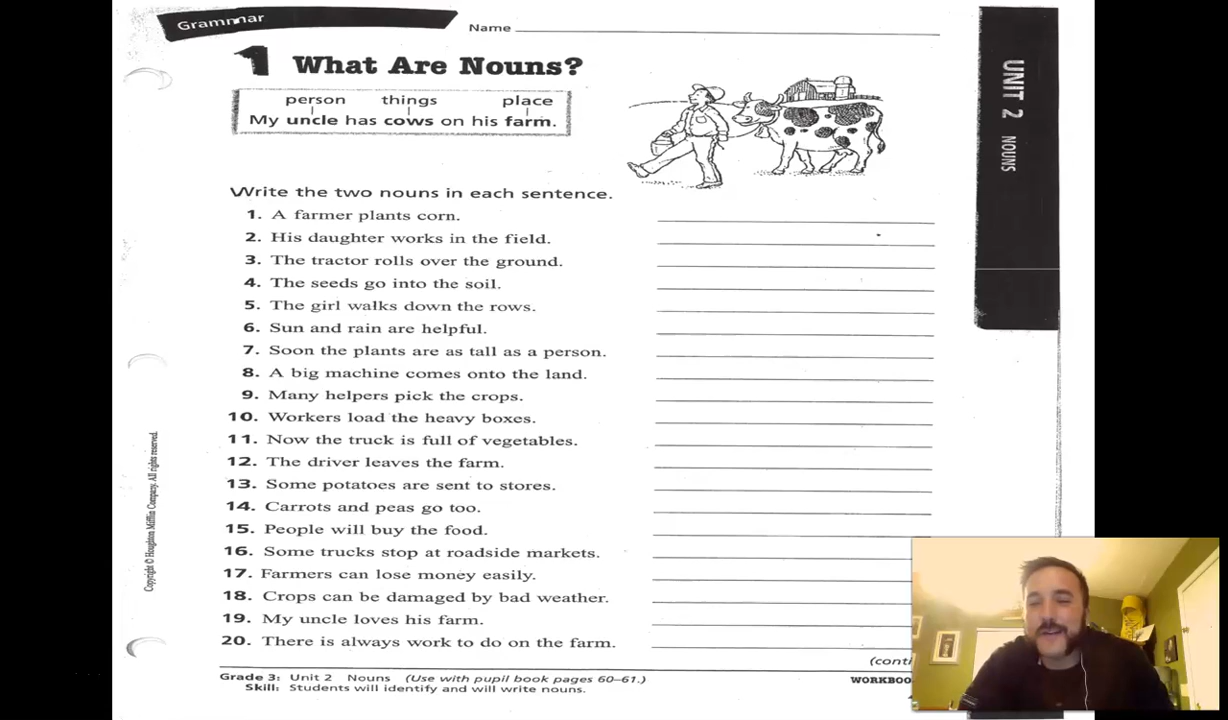 Grammar
Name
1 What Are Nouns?
person things place
My uncle has cows on his farm.
UNIT 2 NOUNS
Write the two nouns in each sentence.
1. A farmer plants corn.
2. His daughter works in the field.
3. The tractor rolls over the ground.
4. The seeds go into the soil.
5. The girl walks down the rows.
6. Sun and rain are helpful.
7. Soon the plants are as tall as a person.
8. A big machine comes onto the land.
9. Many helpers pick the crops.
10. Workers load the heavy boxes.
11. Now the truck is full of vegetables.
12. The driver leaves the farm.
13. Some potatoes are sent to stores.
14. Carrots and peas go too.
15. People will buy the food.
16. Some trucks stop at roadside markets.
17. Farmers can lose money easily.
18. Crops can be damaged by bad weather.
19. My uncle loves his farm.
20. There is always work to do on the farm.
(conti
Grade 3: Unit 2 Nouns (Use with pupil book pages 60–61.)
Skill: Students will identify and will write nouns.
WORKBOO
Copyright © Houghton Mifflin Company. All rights reserved.